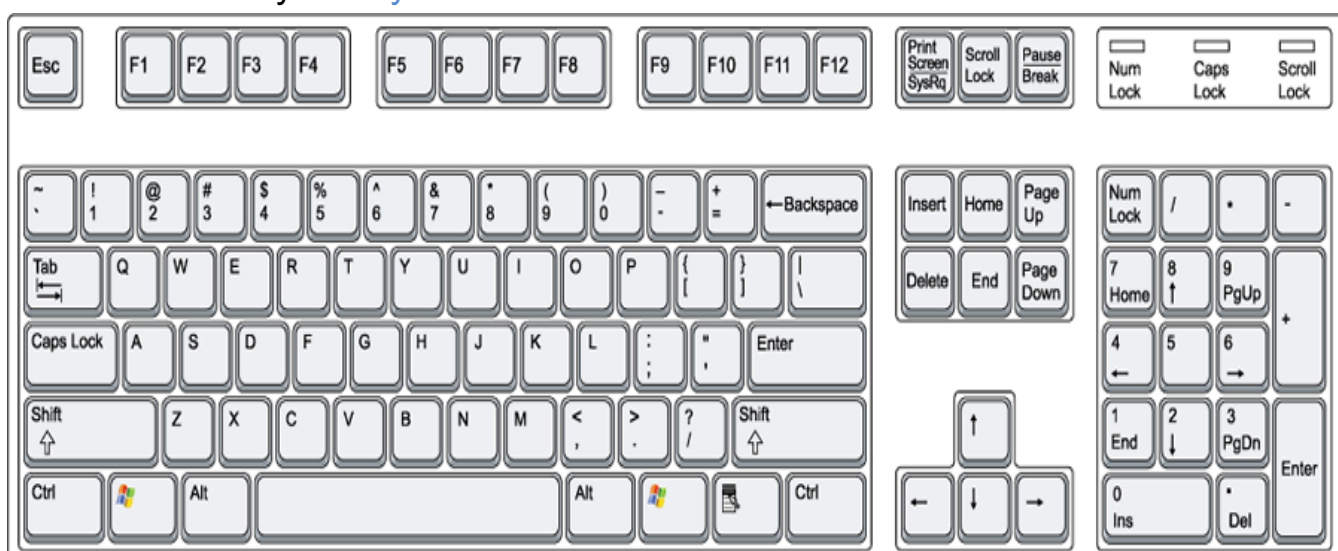 Esc F1 F2 F3 F4 F5 F6 F7 F8 F9 F10 F11 F12 Print Screen SysRq Scroll Lock Pause Break Num Lock Caps Lock Scroll Lock
~ ` ! 1 @ 2 # 3 $ 4 % 5 ^ 6 & 7 * 8 ( 9 ) 0 _ - + = ←Backspace Insert Home Page Up Num Lock / * -
Tab Q W E R T Y U I O P { [ } ] | \ Delete End Page Down 7 Home 8 ↑ 9 PgUp +
Caps Lock A S D F G H J K L : ; " ' Enter 4 ← 5 6 →
Shift Z X C V B N M < , > . ? / Shift ↑ 1 End 2 ↓ 3 PgDn Enter
Ctrl Alt Alt Ctrl ← ↓ → 0 Ins . Del